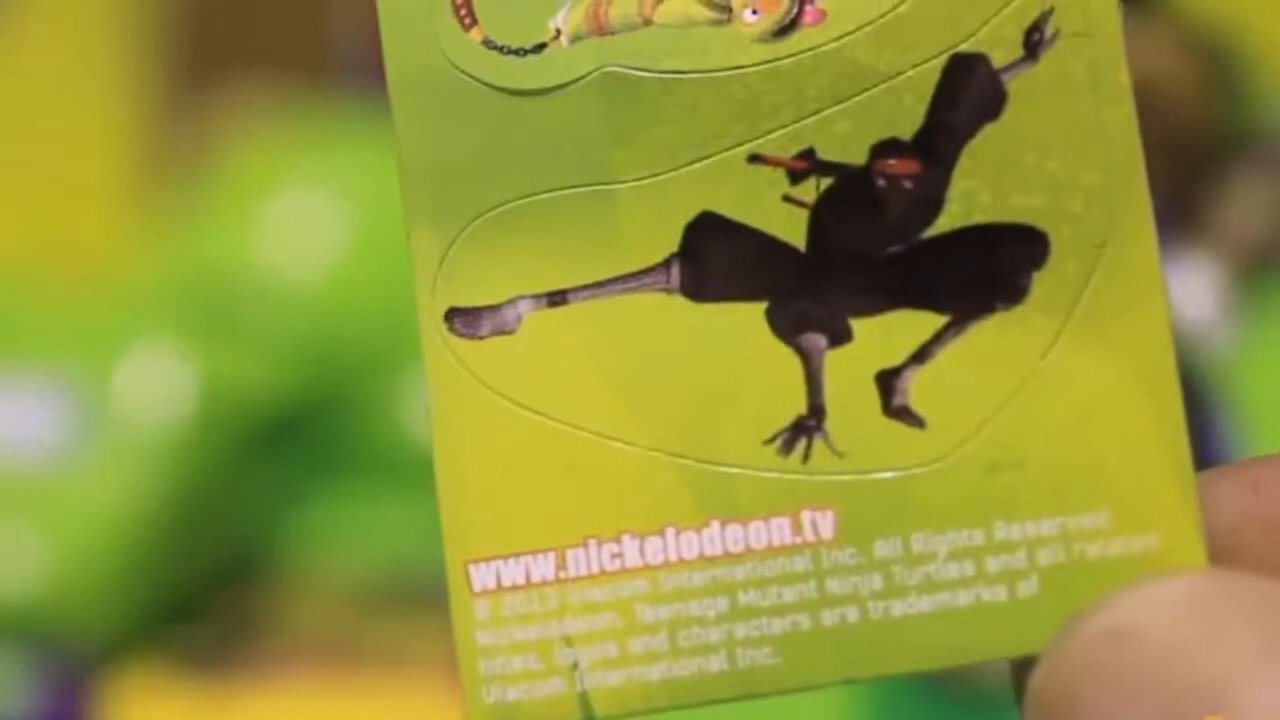 www.nickelodeon.tv
© 2013 Viacom International Inc. All Rights Reserved.
Nickelodeon, Teenage Mutant Ninja Turtles and all related
titles, logos and characters are trademarks of
Viacom International Inc.